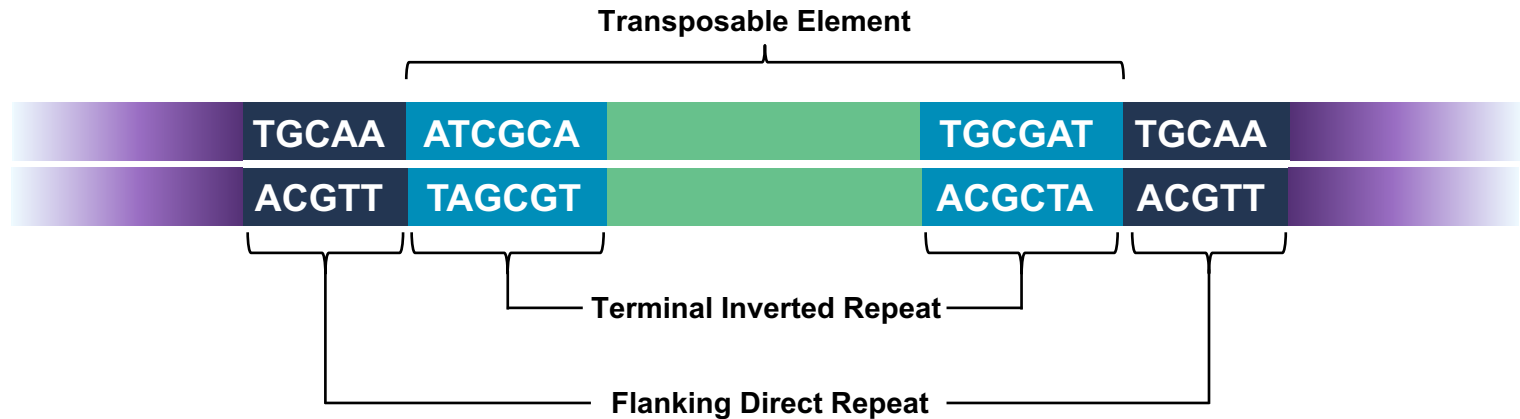 Transposable Element
TGCAA ATCGCA TGCGAT TGCAA
ACGTT TAGCGT ACGCTA ACGTT
Terminal Inverted Repeat
Flanking Direct Repeat